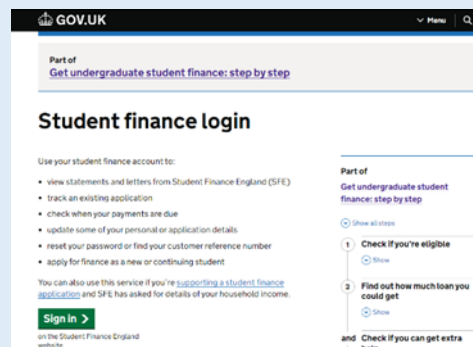 GOV.UK
Menu
Part of
Get undergraduate student finance: step by step
Student finance login
Use your student finance account to:
• view statements and letters from Student Finance England (SFE)
• track an existing application
• check when your payments are due
• update some of your personal or application details
• reset your password or find your customer reference number
• apply for finance as a new or continuing student
You can also use this service if you're supporting a student finance
application and SFE has asked for details of your household income.
Sign in
on the Student Finance England
website
Part of
Get undergraduate student
finance: step by step
Show all steps
1 Check if you're eligible
Show
2 Find out how much loan you
could get
Show
and Check if you can get extra
help